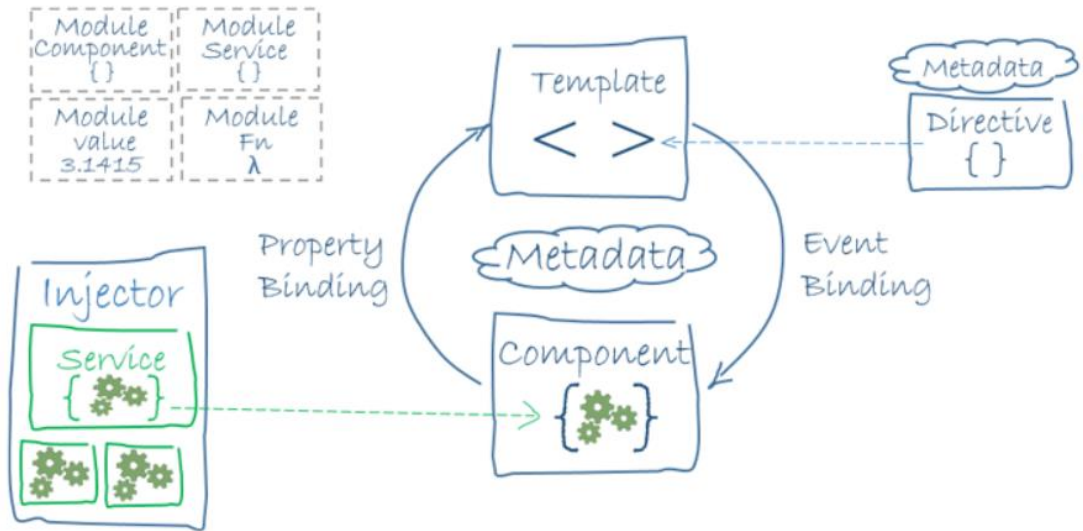 Module
Component
{ }
Module
Service
{ }
Module
value
3.1415
Module
Fn
λ
Template
< >
Metadata
Directive
{ }
Property
Binding
Metadata
Event
Binding
Injector
Service
{ }
Component
{ }